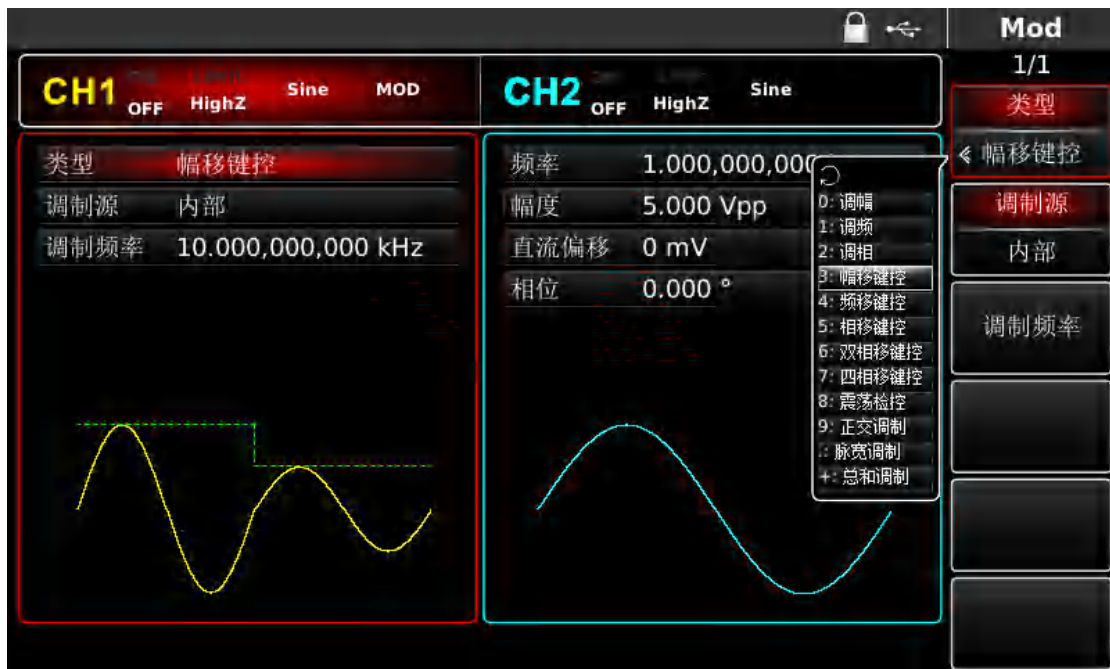 Mod
1/1
CH1 OFF HighZ Sine MOD
CH2 OFF HighZ Sine
类型
幅移键控
类型 幅移键控
调制源 内部
调制频率 10.000,000,000 kHz
频率 1.000,000,000
幅度 5.000 Vpp
直流偏移 0 mV
相位 0.000 °
0: 调幅
1: 调频
2: 调相
3: 幅移键控
4: 频移键控
5: 相移键控
6: 双相移键控
7: 四相移键控
8: 震荡检控
9: 正交调制
.: 脉宽调制
+: 总和调制
调制源
内部
调制频率